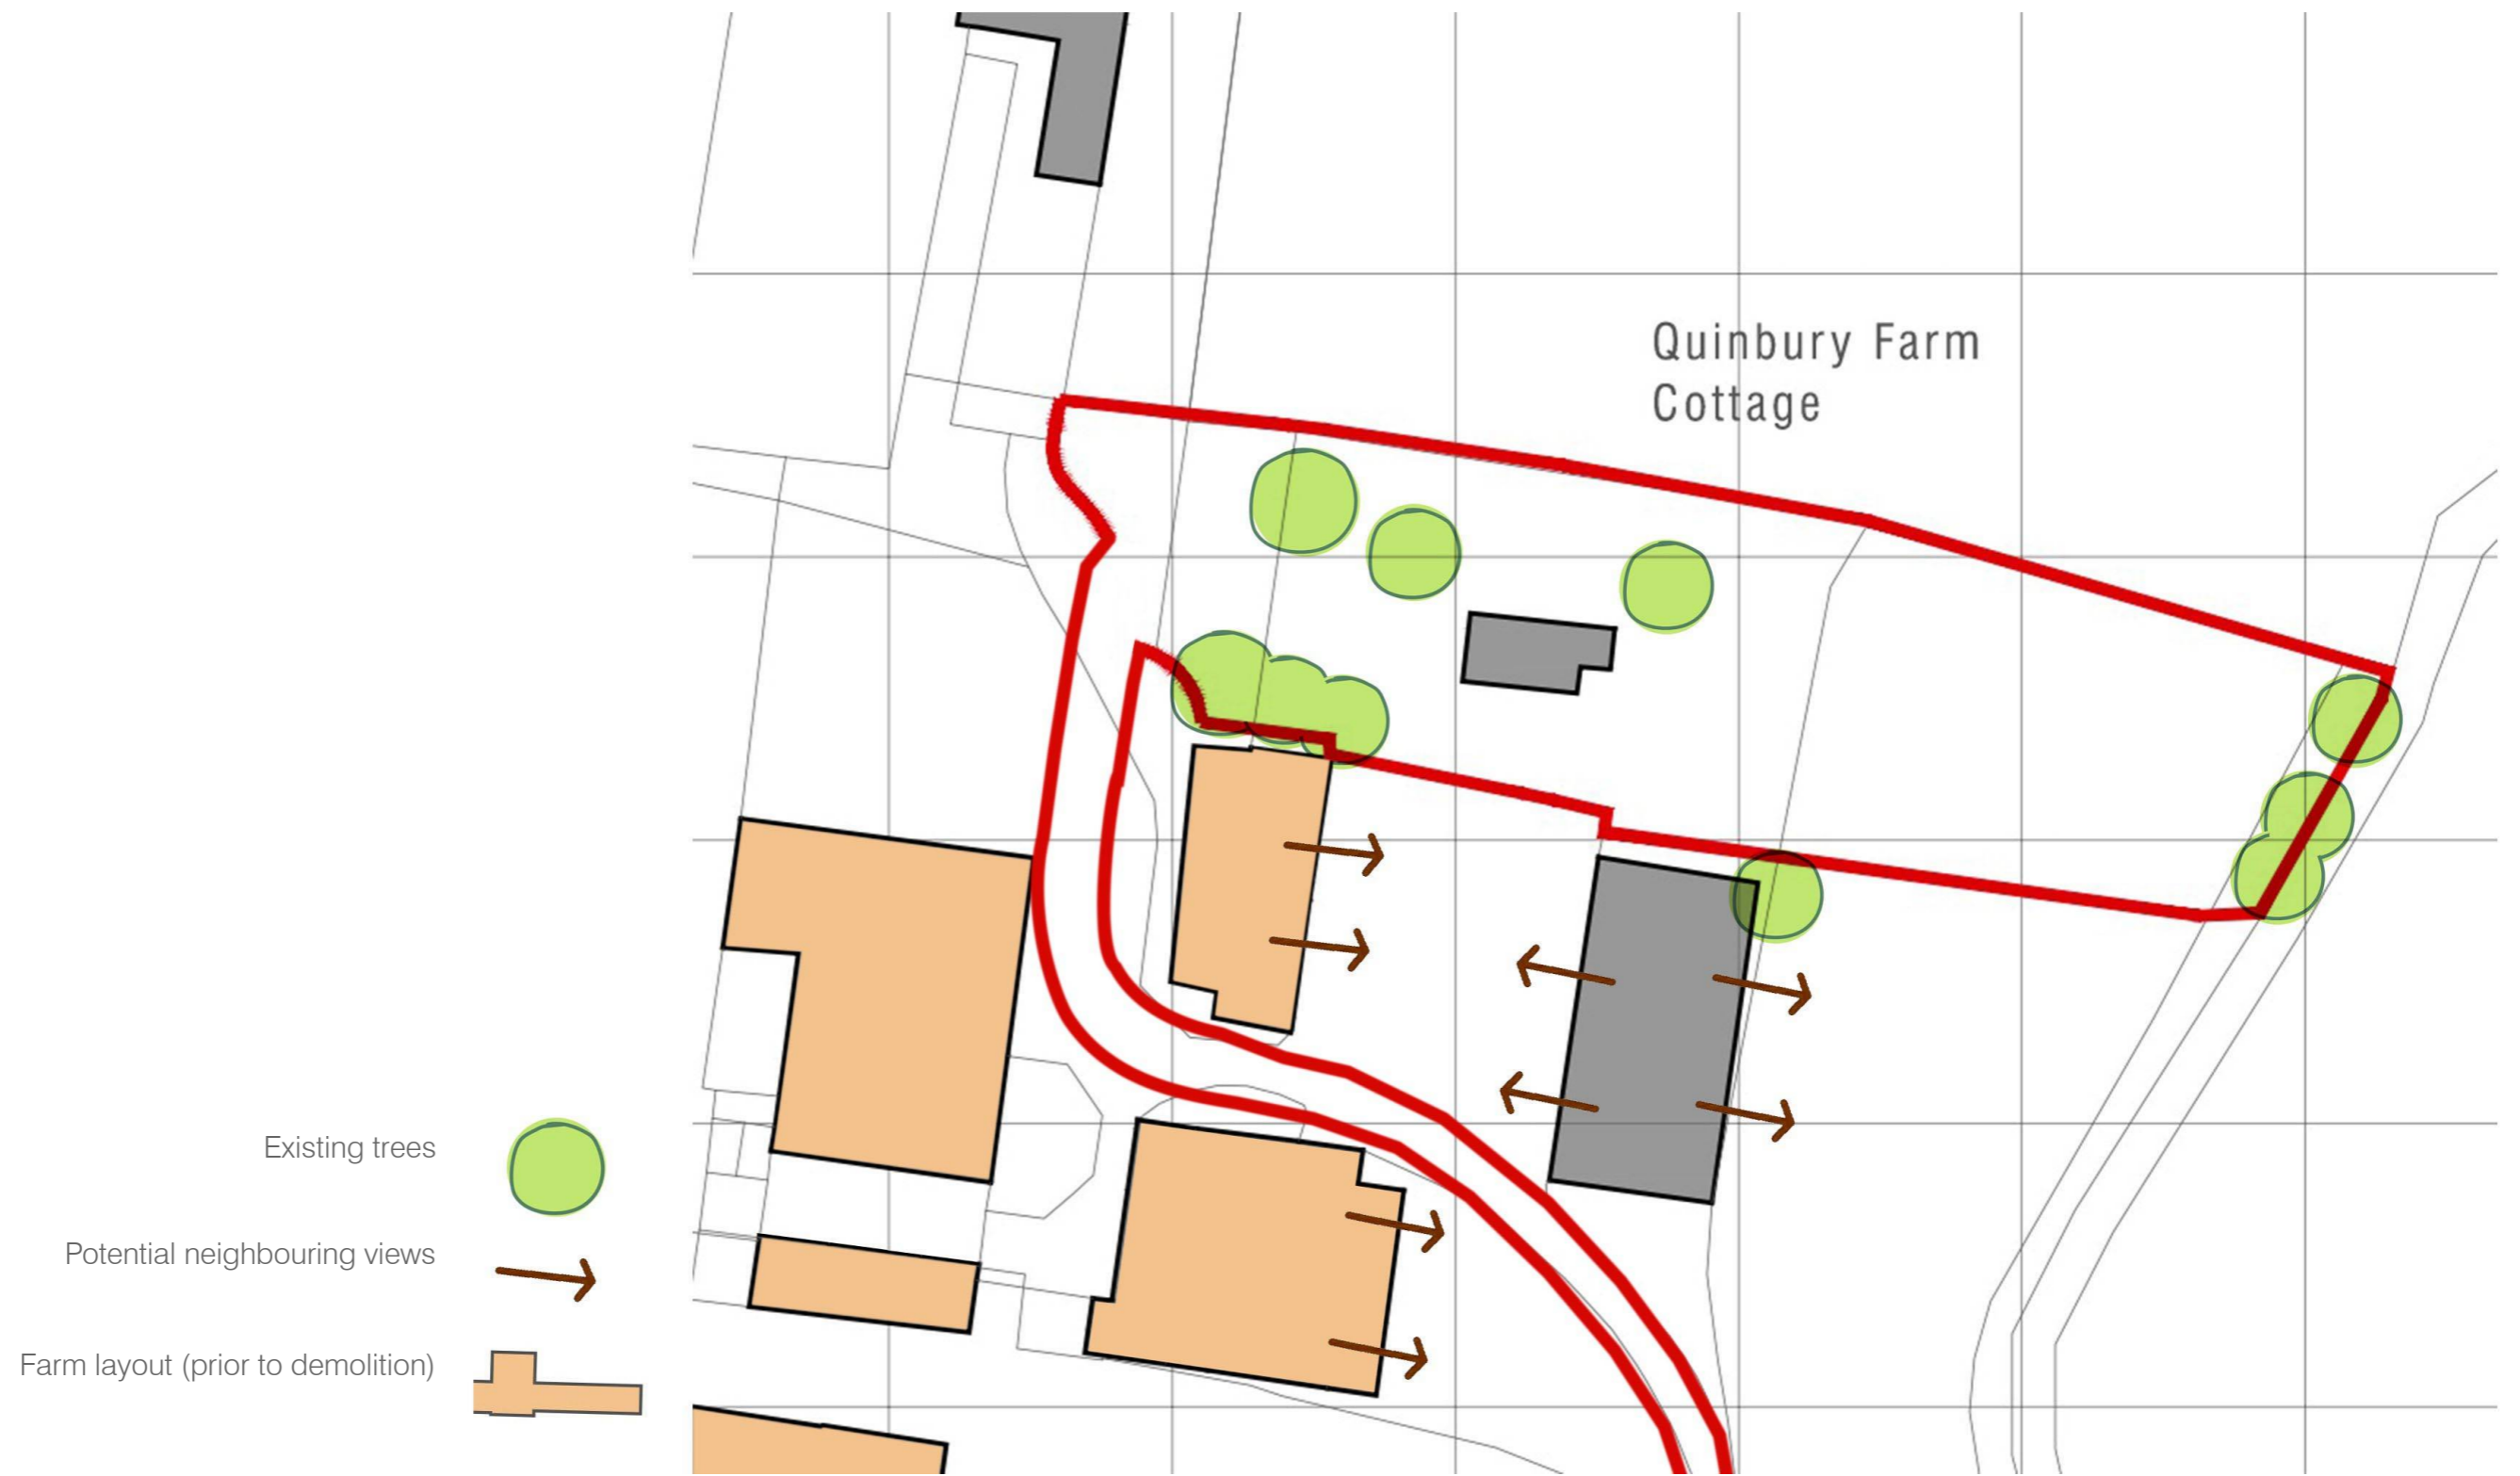 Quinbury Farm
Cottage
Existing trees
Potential neighbouring views
Farm layout (prior to demolition)